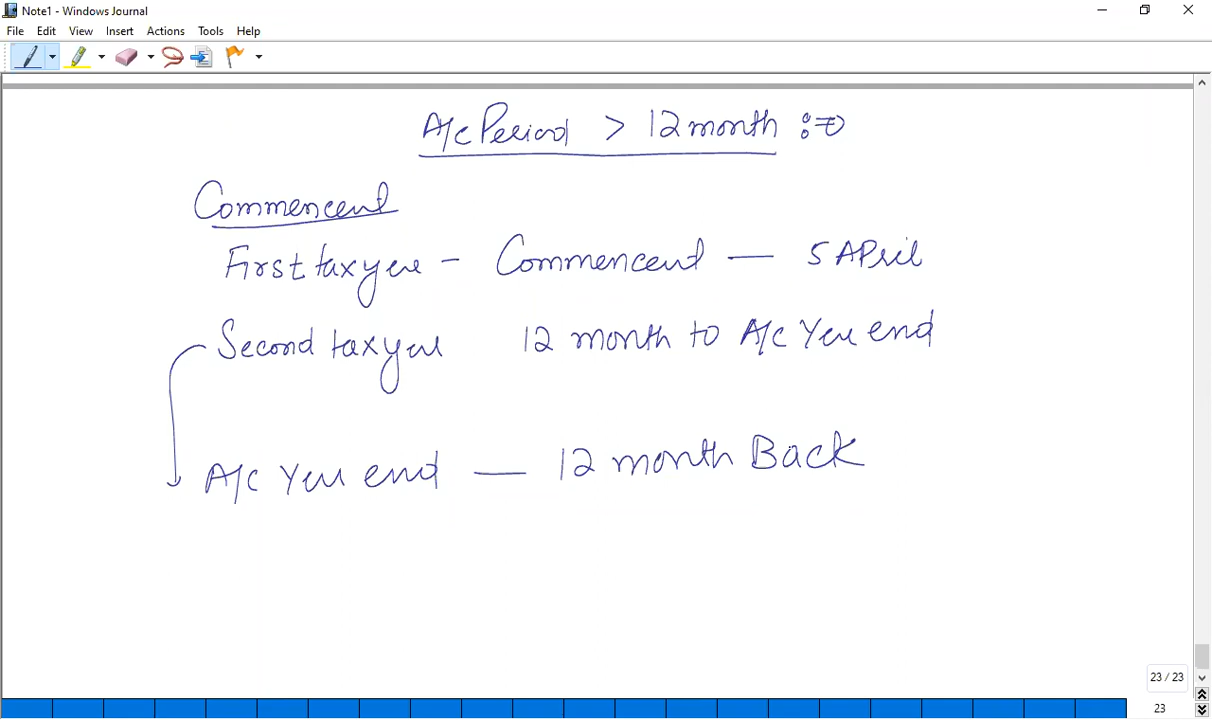 Note1 - Windows Journal
File Edit View Insert Actions Tools Help
A/c Period > 12 month :-
Commencent
First tax year - Commencent — 5 April
Second tax year 12 month to A/c Year end
A/c Year end — 12 month Back
23 / 23
23